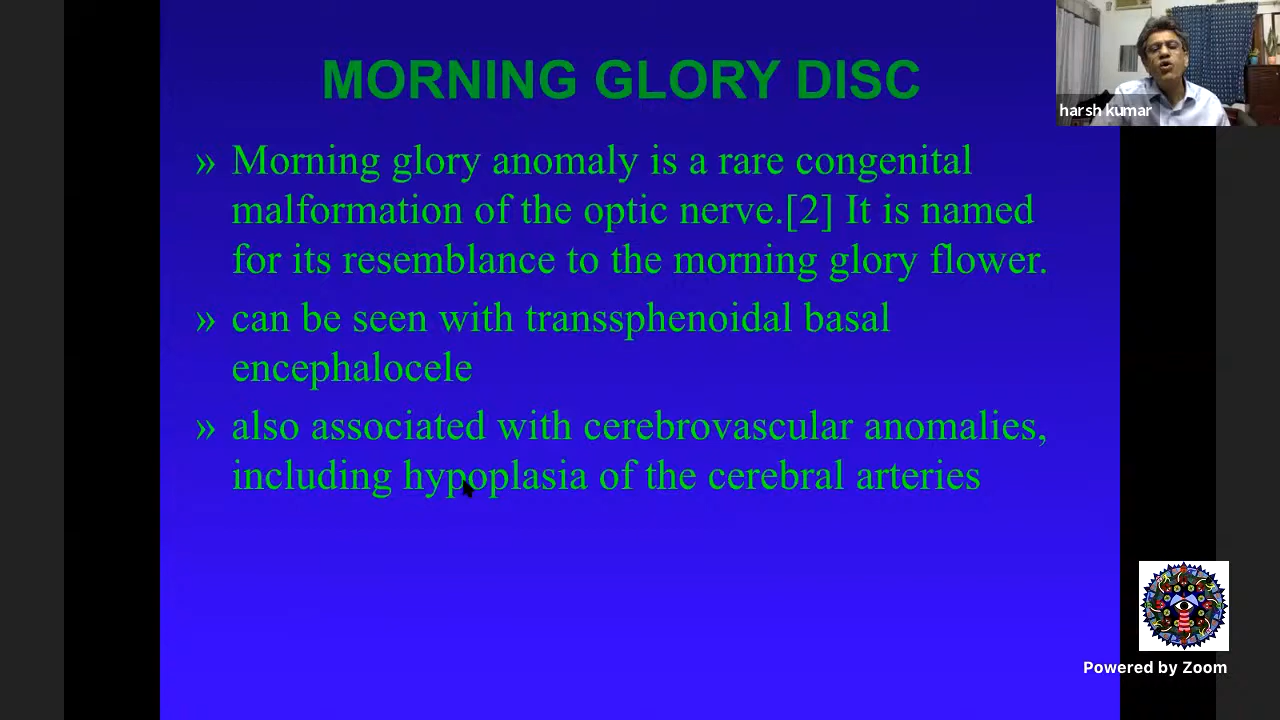 MORNING GLORY DISC
» Morning glory anomaly is a rare congenital
malformation of the optic nerve.[2] It is named
for its resemblance to the morning glory flower.
» can be seen with transsphenoidal basal
encephalocele
» also associated with cerebrovascular anomalies,
including hypoplasia of the cerebral arteries
harsh kumar
Powered by Zoom